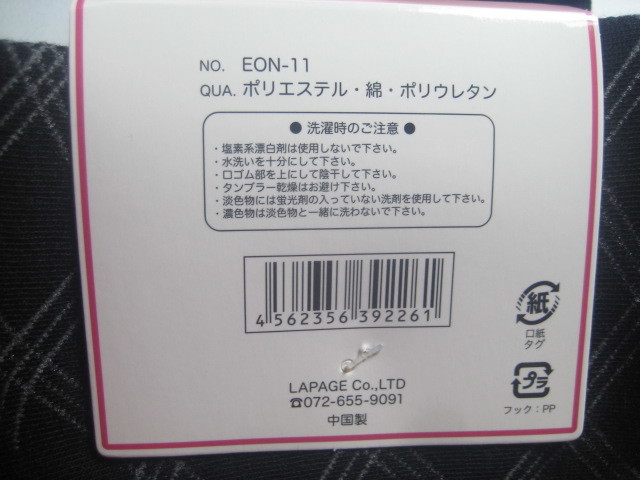 NO. EON-11
QUA. ポリエステル・綿・ポリウレタン
● 洗濯時のご注意 ●
・塩素系漂白剤は使用しないで下さい。
・水洗いを十分にして下さい。
・口ゴム部を上にして陰干して下さい。
・タンブラー乾燥はお避け下さい。
・淡色物には蛍光剤の入っていない洗剤を使用して下さい。
・濃色物は淡色物と一緒に洗わないで下さい。
4 562356 392261
紙
口紙
タグ
プラ
フック：PP
LAPAGE Co.,LTD
☎072-655-9091
中国製